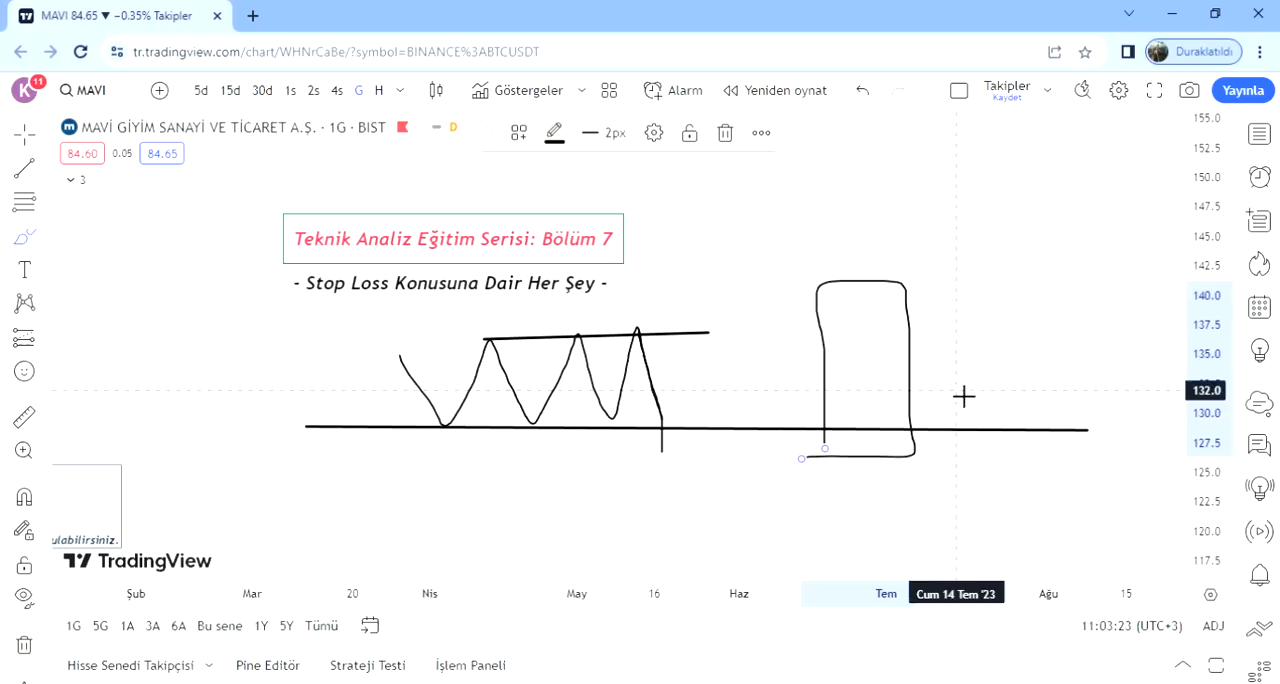 MAVI 84.65 ▼ −0.35% Takipler
tr.tradingview.com/chart/WHNrCaBe/?symbol=BINANCE%3ABTCUSDT
Duraklatıldı
K
11
MAVI
5d 15d 30d 1s 2s 4s G H
Göstergeler
Alarm
Yeniden oynat
Takipler
Kaydet
Yayınla
MAVİ GİYİM SANAYİ VE TİCARET A.Ş. · 1G · BIST
D
2px
84.60 0.05 84.65
3
Teknik Analiz Eğitim Serisi: Bölüm 7
- Stop Loss Konusuna Dair Her Şey -
155.0
152.5
150.0
147.5
145.0
142.5
140.0
137.5
135.0
132.0
130.0
127.5
125.0
122.5
120.0
117.5
ulabilirsiniz.
TradingView
Şub Mar 20 Nis May 16 Haz Tem Cum 14 Tem '23 Ağu 15
1G 5G 1A 3A 6A Bu sene 1Y 5Y Tümü
11:03:23 (UTC+3) ADJ
Hisse Senedi Takipçisi Pine Editör Strateji Testi İşlem Paneli